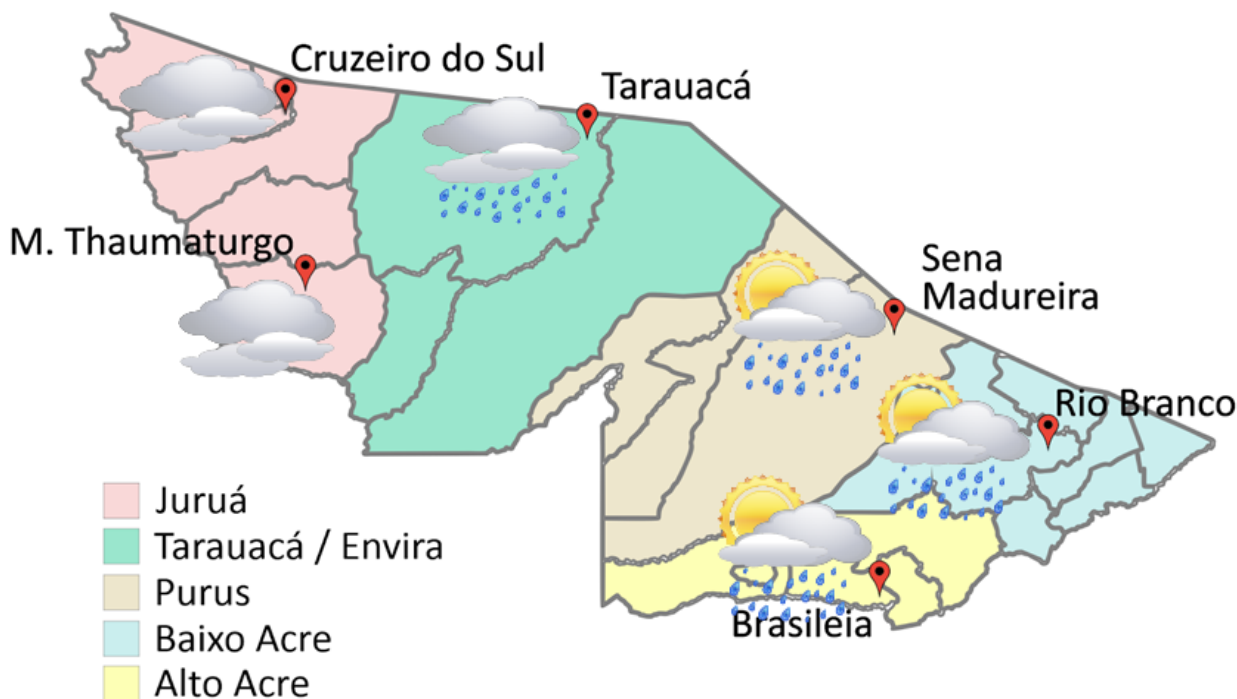 Cruzeiro do Sul
Tarauacá
M. Thaumaturgo
Sena
Madureira
Rio Branco
Brasileia
Juruá
Tarauacá / Envira
Purus
Baixo Acre
Alto Acre